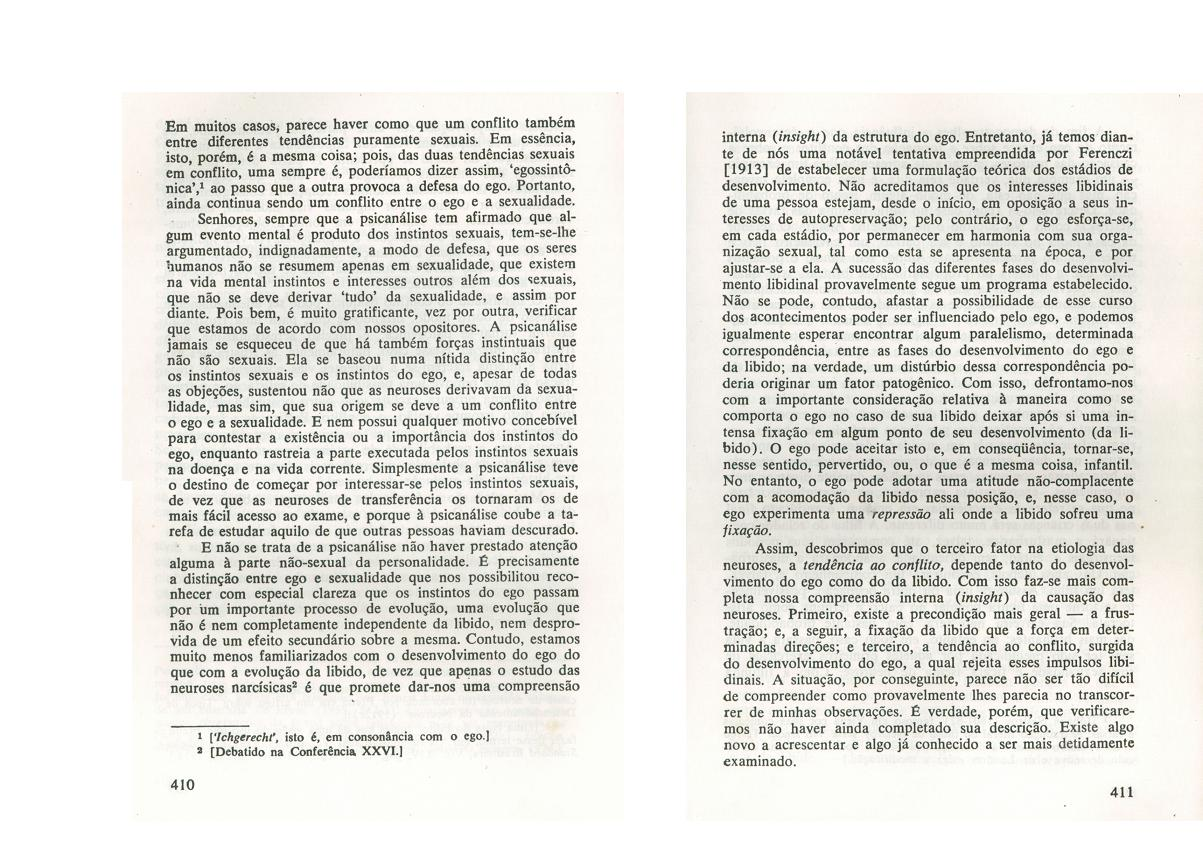 Em muitos casos, parece haver como que um conflito também
entre diferentes tendências puramente sexuais. Em essência,
isto, porém, é a mesma coisa; pois, das duas tendências sexuais
em conflito, uma sempre é, poderíamos dizer assim, ‘egossintô-
nica’,¹ ao passo que a outra provoca a defesa do ego. Portanto,
ainda continua sendo um conflito entre o ego e a sexualidade.
Senhores, sempre que a psicanálise tem afirmado que al-
gum evento mental é produto dos instintos sexuais, tem-se-lhe
argumentado, indignadamente, a modo de defesa, que os seres
humanos não se resumem apenas em sexualidade, que existem
na vida mental instintos e interesses outros além dos sexuais,
que não se deve derivar ‘tudo’ da sexualidade, e assim por
diante. Pois bem, é muito gratificante, vez por outra, verificar
que estamos de acordo com nossos opositores. A psicanálise
jamais se esqueceu de que há também forças instintuais que
não são sexuais. Ela se baseou numa nítida distinção entre
os instintos sexuais e os instintos do ego, e, apesar de todas
as objeções, sustentou não que as neuroses derivavam da sexua-
lidade, mas sim, que sua origem se deve a um conflito entre
o ego e a sexualidade. E nem possui qualquer motivo concebível
para contestar a existência ou a importância dos instintos do
ego, enquanto rastreia a parte executada pelos instintos sexuais
na doença e na vida corrente. Simplesmente a psicanálise teve
o destino de começar por interessar-se pelos instintos sexuais,
de vez que as neuroses de transferência os tornaram os de
mais fácil acesso ao exame, e porque à psicanálise coube a ta-
refa de estudar aquilo de que outras pessoas haviam descurado.
E não se trata de a psicanálise não haver prestado atenção
alguma à parte não-sexual da personalidade. É precisamente
a distinção entre ego e sexualidade que nos possibilitou reco-
nhecer com especial clareza que os instintos do ego passam
por um importante processo de evolução, uma evolução que
não é nem completamente independente da libido, nem despro-
vida de um efeito secundário sobre a mesma. Contudo, estamos
muito menos familiarizados com o desenvolvimento do ego do
que com a evolução da libido, de vez que apenas o estudo das
neuroses narcísicas² é que promete dar-nos uma compreensão
¹ [‘Ichgerecht’, isto é, em consonância com o ego.]
² [Debatido na Conferência XXVI.]
410
interna (insight) da estrutura do ego. Entretanto, já temos dian-
te de nós uma notável tentativa empreendida por Ferenczi
[1913] de estabelecer uma formulação teórica dos estádios de
desenvolvimento. Não acreditamos que os interesses libidinais
de uma pessoa estejam, desde o início, em oposição a seus in-
teresses de autopreservação; pelo contrário, o ego esforça-se,
em cada estádio, por permanecer em harmonia com sua orga-
nização sexual, tal como esta se apresenta na época, e por
ajustar-se a ela. A sucessão das diferentes fases do desenvolvi-
mento libidinal provavelmente segue um programa estabelecido.
Não se pode, contudo, afastar a possibilidade de esse curso
dos acontecimentos poder ser influenciado pelo ego, e podemos
igualmente esperar encontrar algum paralelismo, determinada
correspondência, entre as fases do desenvolvimento do ego e
da libido; na verdade, um distúrbio dessa correspondência po-
deria originar um fator patogênico. Com isso, defrontamo-nos
com a importante consideração relativa à maneira como se
comporta o ego no caso de sua libido deixar após si uma in-
tensa fixação em algum ponto de seu desenvolvimento (da li-
bido). O ego pode aceitar isto e, em conseqüência, tornar-se,
nesse sentido, pervertido, ou, o que é a mesma coisa, infantil.
No entanto, o ego pode adotar uma atitude não-complacente
com a acomodação da libido nessa posição, e, nesse caso, o
ego experimenta uma repressão ali onde a libido sofreu uma
fixação.
Assim, descobrimos que o terceiro fator na etiologia das
neuroses, a tendência ao conflito, depende tanto do desenvol-
vimento do ego como do da libido. Com isso faz-se mais com-
pleta nossa compreensão interna (insight) da causação das
neuroses. Primeiro, existe a precondição mais geral — a frus-
tração; e, a seguir, a fixação da libido que a força em deter-
minadas direções; e terceiro, a tendência ao conflito, surgida
do desenvolvimento do ego, a qual rejeita esses impulsos libi-
dinais. A situação, por conseguinte, parece não ser tão difícil
de compreender como provavelmente lhes parecia no transcor-
rer de minhas observações. É verdade, porém, que verificare-
mos não haver ainda completado sua descrição. Existe algo
novo a acrescentar e algo já conhecido a ser mais detidamente
examinado.
411